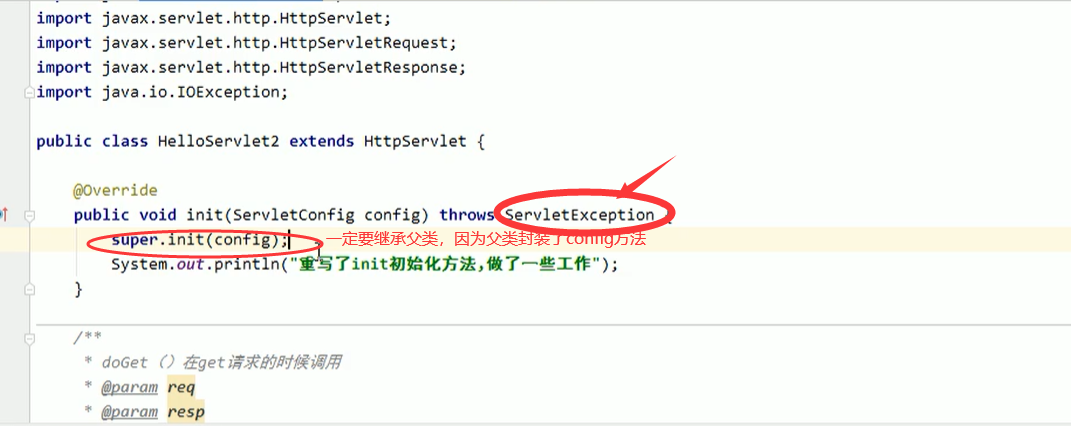 import javax.servlet.http.HttpServlet;
import javax.servlet.http.HttpServletRequest;
import javax.servlet.http.HttpServletResponse;
import java.io.IOException;
public class HelloServlet2 extends HttpServlet {
@Override
public void init(ServletConfig config) throws ServletException {
super.init(config); 一定要继承父类，因为父类封装了config方法
System.out.println("重写了init初始化方法,做了一些工作");
}
/**
* doGet（）在get请求的时候调用
* @param req
* @param resp